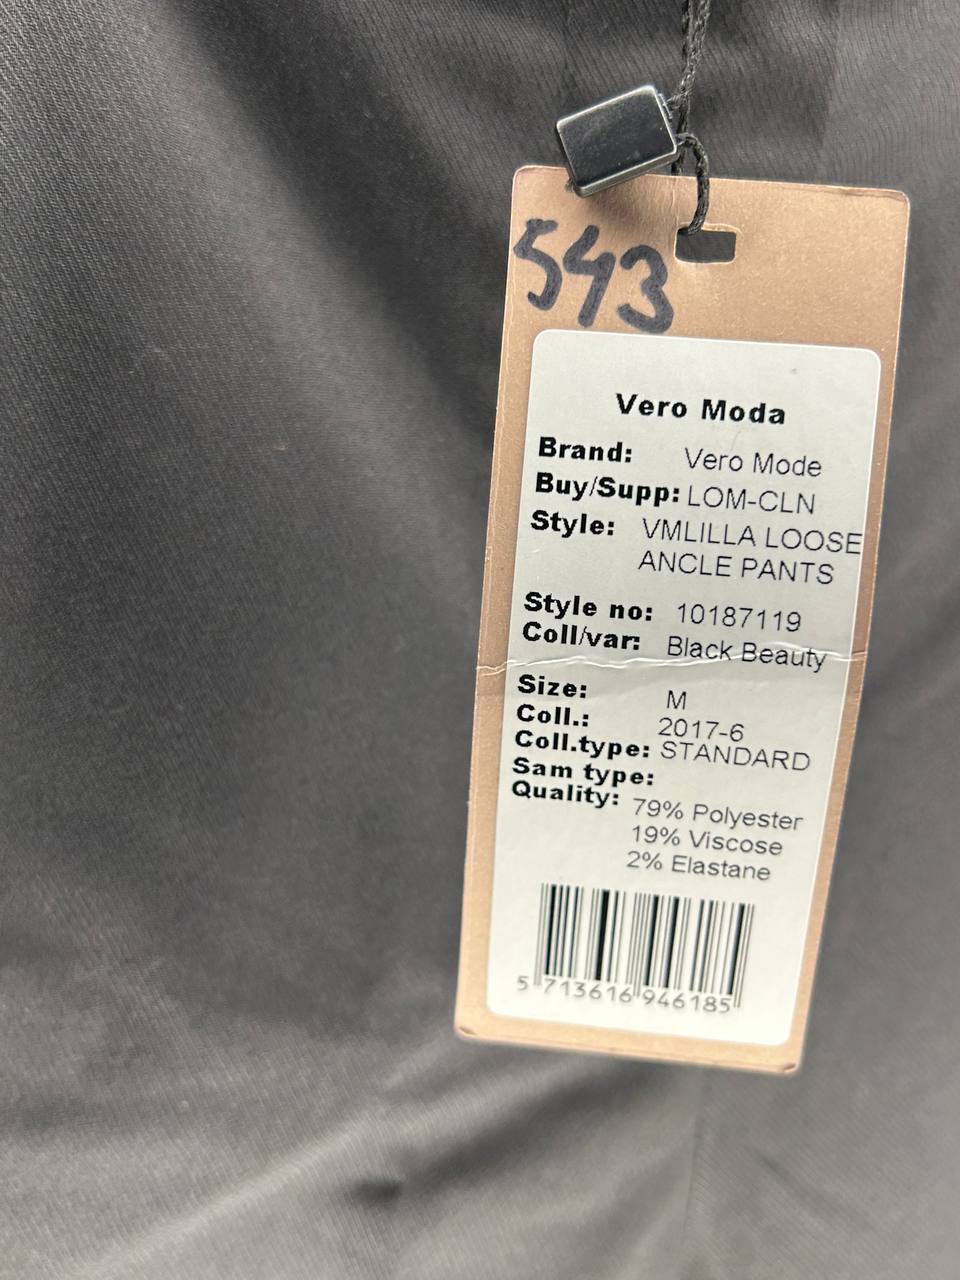 543
Vero Moda
Brand: Vero Mode
Buy/Supp: LOM-CLN
Style: VMLILLA LOOSE
ANCLE PANTS
Style no: 10187119
Coll/var: Black Beauty
Size: M
Coll.: 2017-6
Coll.type: STANDARD
Sam type:
Quality: 79% Polyester
19% Viscose
2% Elastane
5 713616 946185